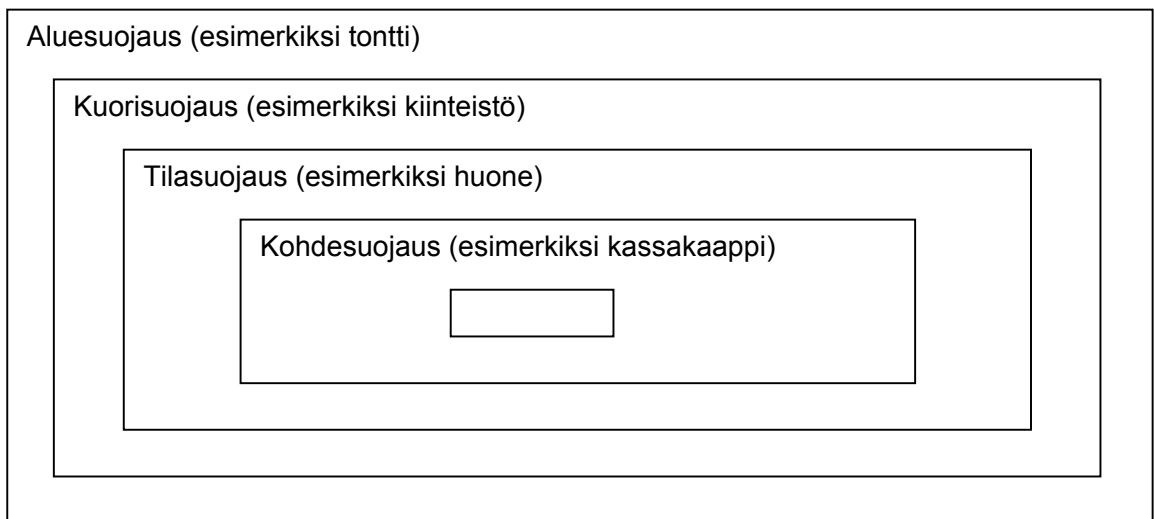 Aluesuojaus (esimerkiksi tontti)
Kuorisuojaus (esimerkiksi kiinteistö)
Tilasuojaus (esimerkiksi huone)
Kohdesuojaus (esimerkiksi kassakaappi)